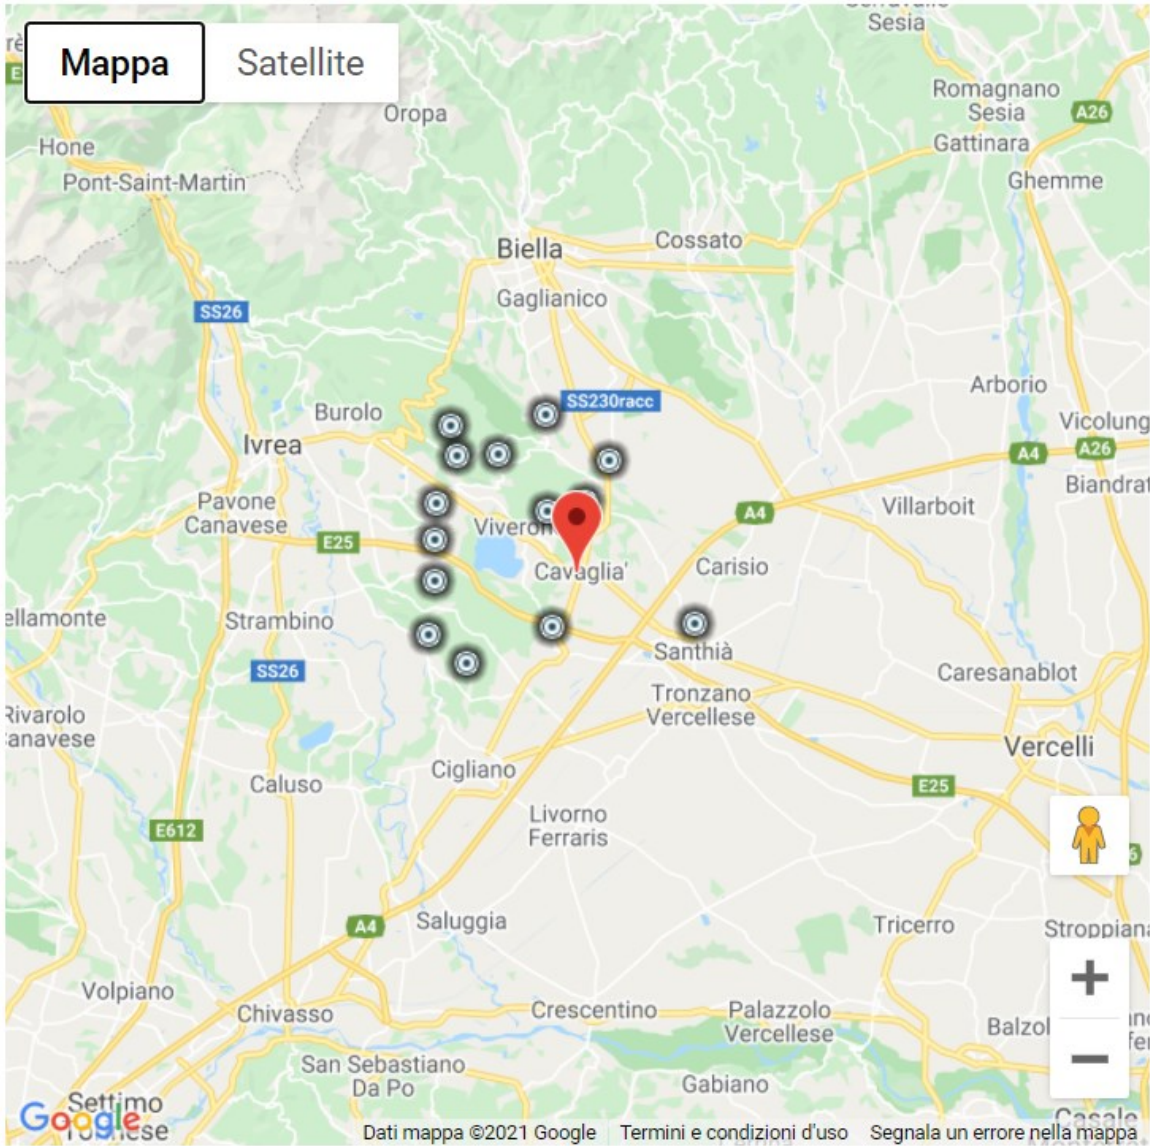 Sesia
Mappa
Satellite
Oropa
Romagnano
Sesia
A26
Hone
Gattinara
Pont-Saint-Martin
Ghemme
Biella
Cossato
Gaglianico
SS26
Arborio
SS230racc
Burolo
Vicolung
Ivrea
A4
A26
Biandrat
Pavone
Canavese
Villarboit
A4
Viveron
E25
Cavaglia'
Carisio
ellamonte
Strambino
Santhià
SS26
Caresanablot
Tronzano
Vercellese
Rivarolo
Canavese
Vercelli
Cigliano
Caluso
E25
Livorno
Ferraris
E612
6
Saluggia
A4
Tricerro
Stroppiana
Volpiano
Chivasso
Crescentino
Palazzolo
Vercellese
Balzol
San Sebastiano
Da Po
Gabiano
Settimo
Google
Casale
Dati mappa ©2021 Google
Termini e condizioni d'uso
Segnala un errore nella mappa